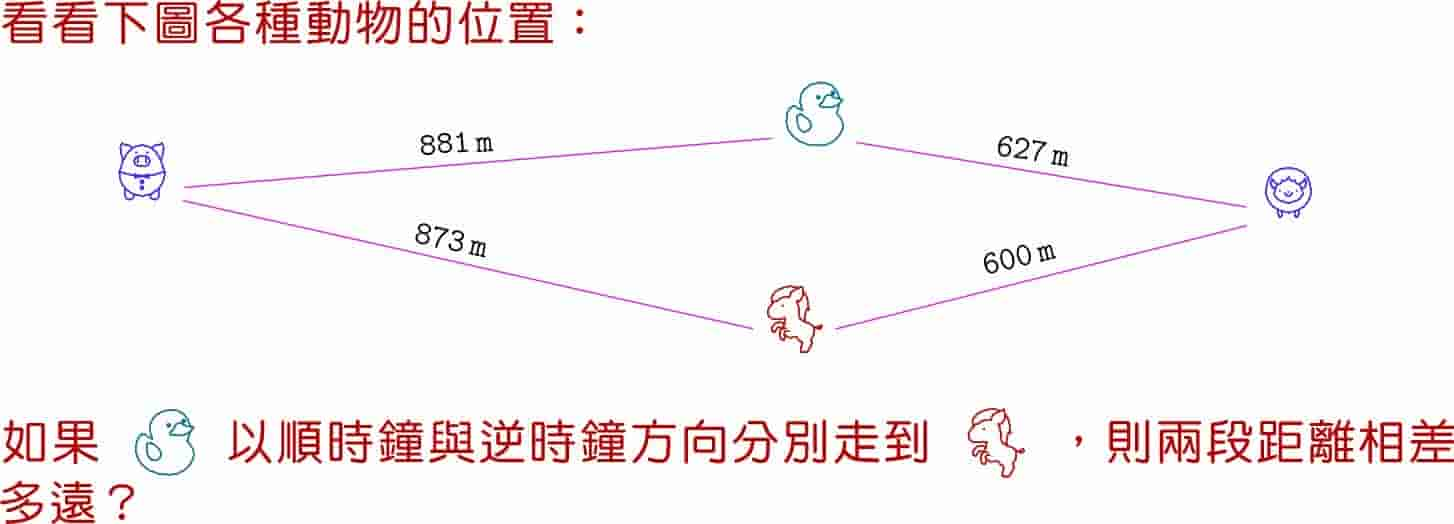 看看下圖各種動物的位置：
881 m
627 m
873 m
600 m
如果 以順時鐘與逆時鐘方向分別走到 ，則兩段距離相差
多遠？